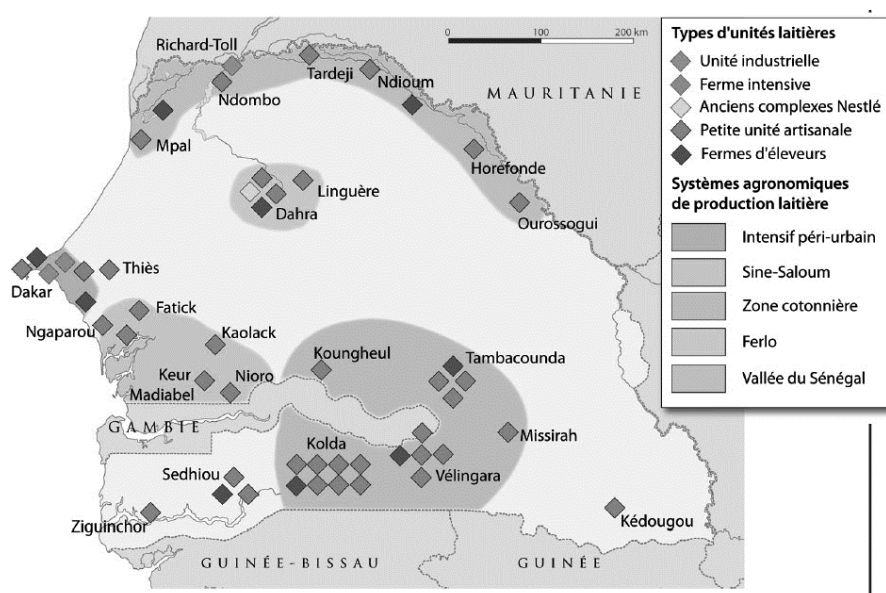 Richard-Toll
Tardeji
Ndioum
Ndombo
Mpal
0 100 200 km
MAURITANIE
Horéfonde
Ourossogui
Linguère
Dahra
Thiès
Dakar
Ngaparou
Fatick
Kaolack
Keur
Madiabel
Nioro
Koungheul
Tambacounda
Missirah
GAMBIE
Kolda
Vélingara
Sedhiou
Ziguinchor
Kédougou
GUINÉE-BISSAU
GUINÉE
Types d'unités laitières
Unité industrielle
Ferme intensive
Anciens complexes Nestlé
Petite unité artisanale
Fermes d'éleveurs
Systèmes agronomiques
de production laitière
Intensif péri-urbain
Sine-Saloum
Zone cotonnière
Ferlo
Vallée du Sénégal